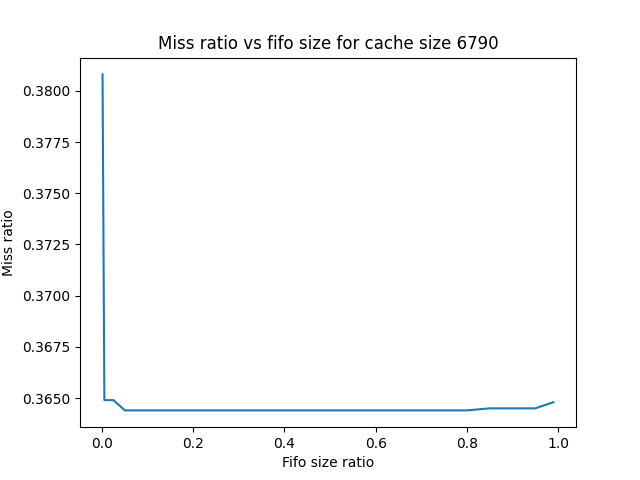 Miss ratio vs fifo size for cache size 6790
0.3800
0.3775
0.3750
0.3725
0.3700
0.3675
0.3650
Miss ratio
0.0 0.2 0.4 0.6 0.8 1.0
Fifo size ratio